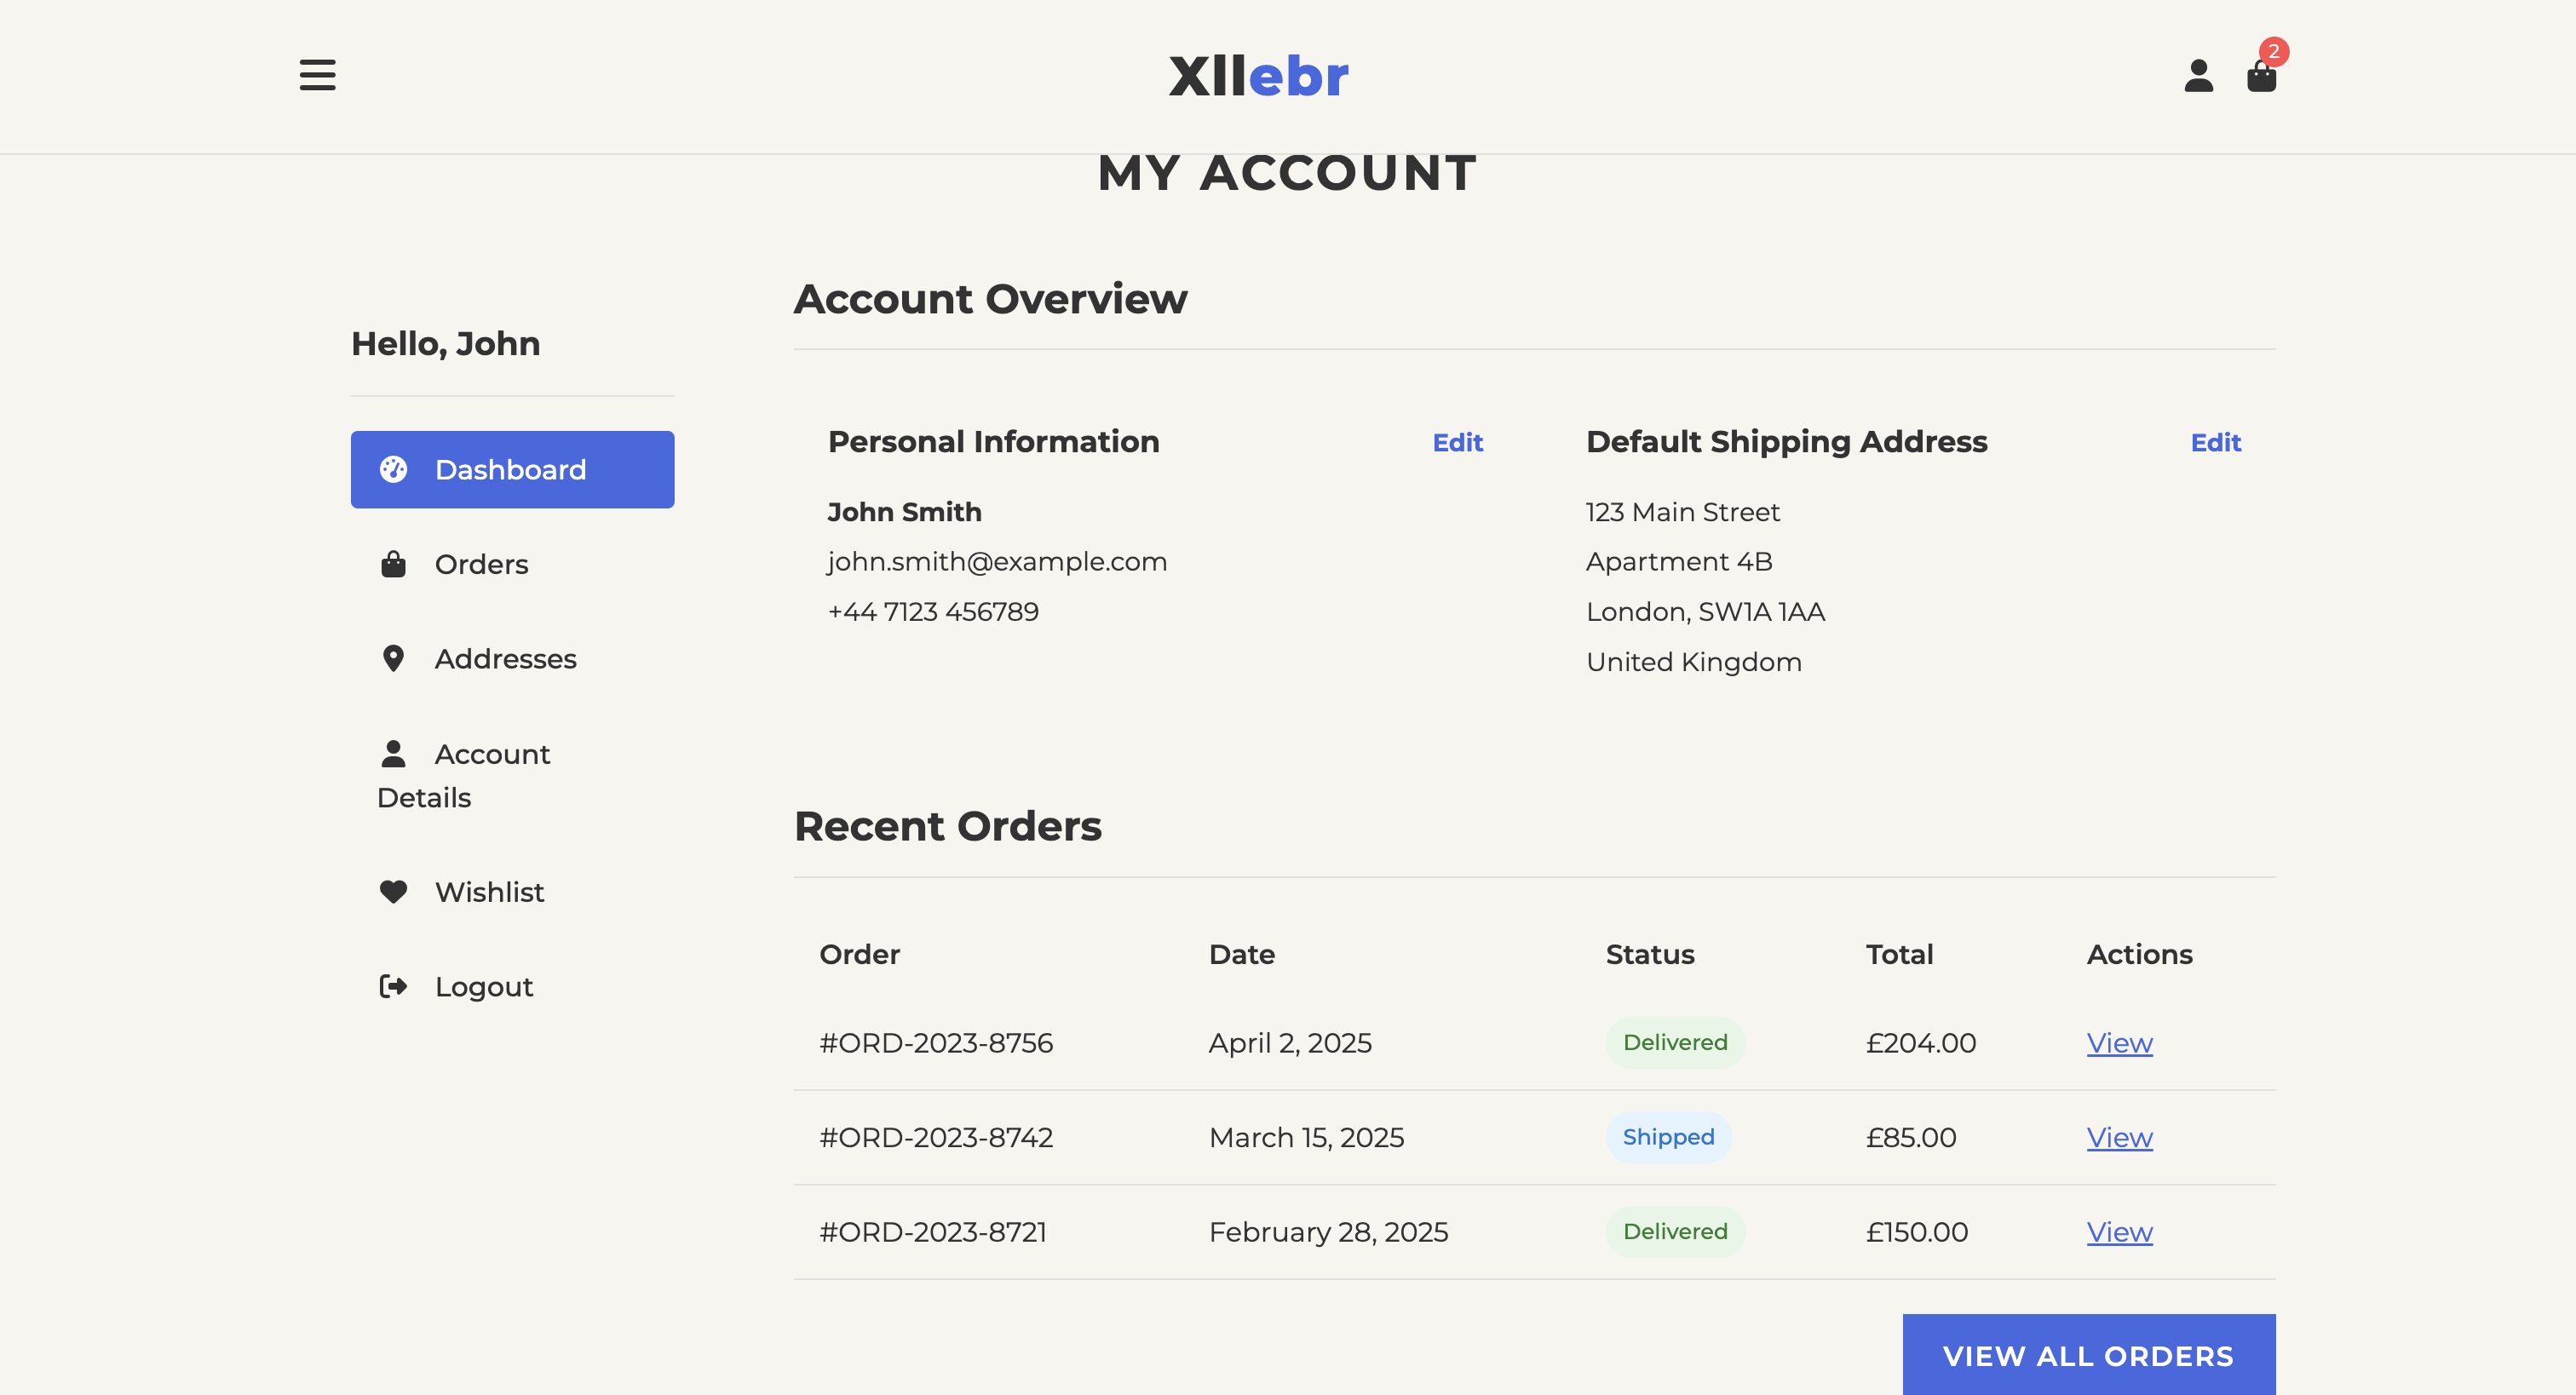 Xllebr
2
MY ACCOUNT
Hello, John
Dashboard
Orders
Addresses
Account
Details
Wishlist
Logout
Account Overview
Personal Information Edit
John Smith
john.smith@example.com
+44 7123 456789
Default Shipping Address Edit
123 Main Street
Apartment 4B
London, SW1A 1AA
United Kingdom
Recent Orders
Order Date Status Total Actions
#ORD-2023-8756 April 2, 2025 Delivered £204.00 View
#ORD-2023-8742 March 15, 2025 Shipped £85.00 View
#ORD-2023-8721 February 28, 2025 Delivered £150.00 View
VIEW ALL ORDERS